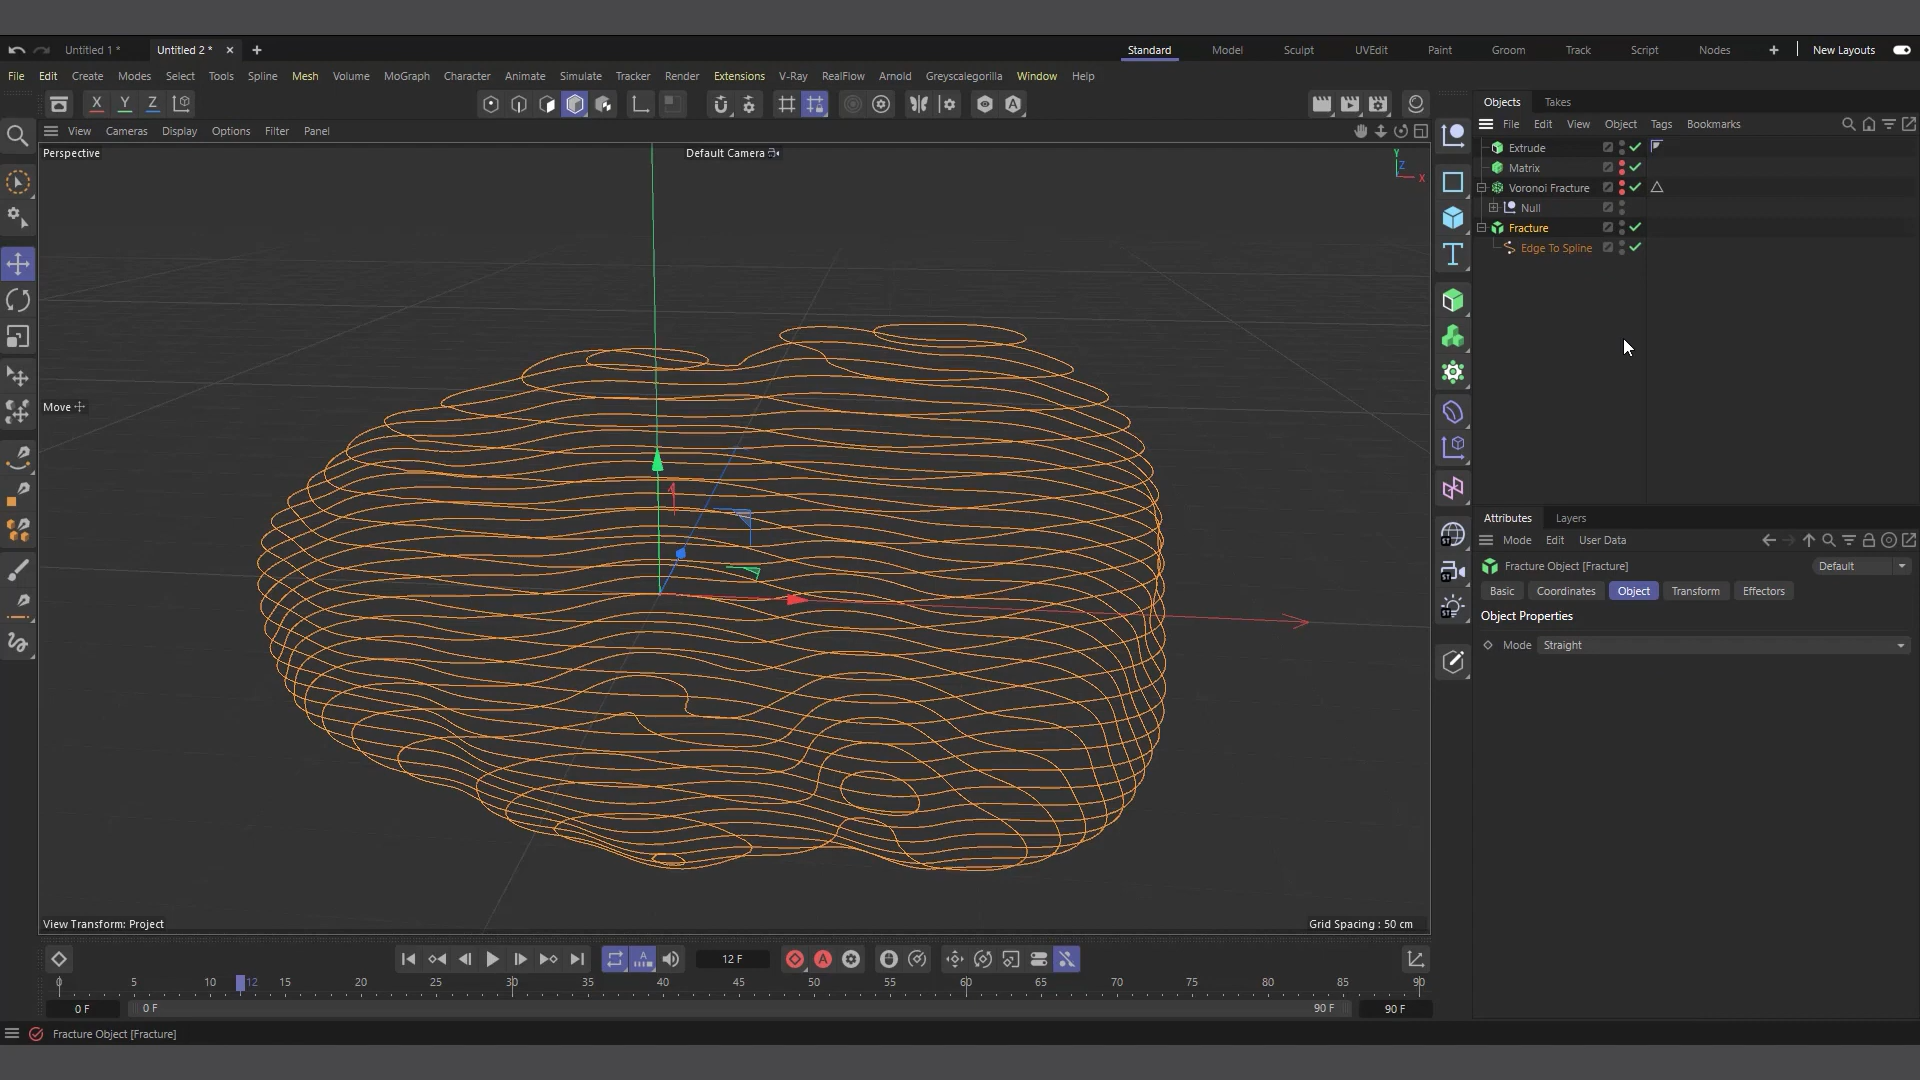 Untitled 1 * Untitled 2 * × +
Standard Model Sculpt UVEdit Paint Groom Track Script Nodes + New Layouts
File Edit Create Modes Select Tools Spline Mesh Volume MoGraph Character Animate Simulate Tracker Render Extensions V-Ray RealFlow Arnold Greyscalegorilla Window Help
X Y Z
Objects Takes
View Cameras Display Options Filter Panel
File Edit View Object Tags Bookmarks
Perspective
Default Camera
Y
Z
X
Extrude
Matrix
Voronoi Fracture
Null
Fracture
Edge To Spline
Move
Attributes Layers
Mode Edit User Data
Fracture Object [Fracture]
Default
Basic Coordinates Object Transform Effectors
Object Properties
Mode Straight
View Transform: Project
Grid Spacing : 50 cm
12 F
0 5 10 12 15 20 25 30 35 40 45 50 55 60 65 70 75 80 85 90
0 F 0 F 90 F 90 F
Fracture Object [Fracture]